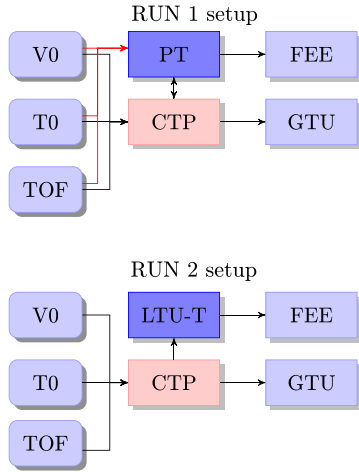 RUN 1 setup
V0 PT FEE
T0 CTP GTU
TOF
RUN 2 setup
V0 LTU-T FEE
T0 CTP GTU
TOF